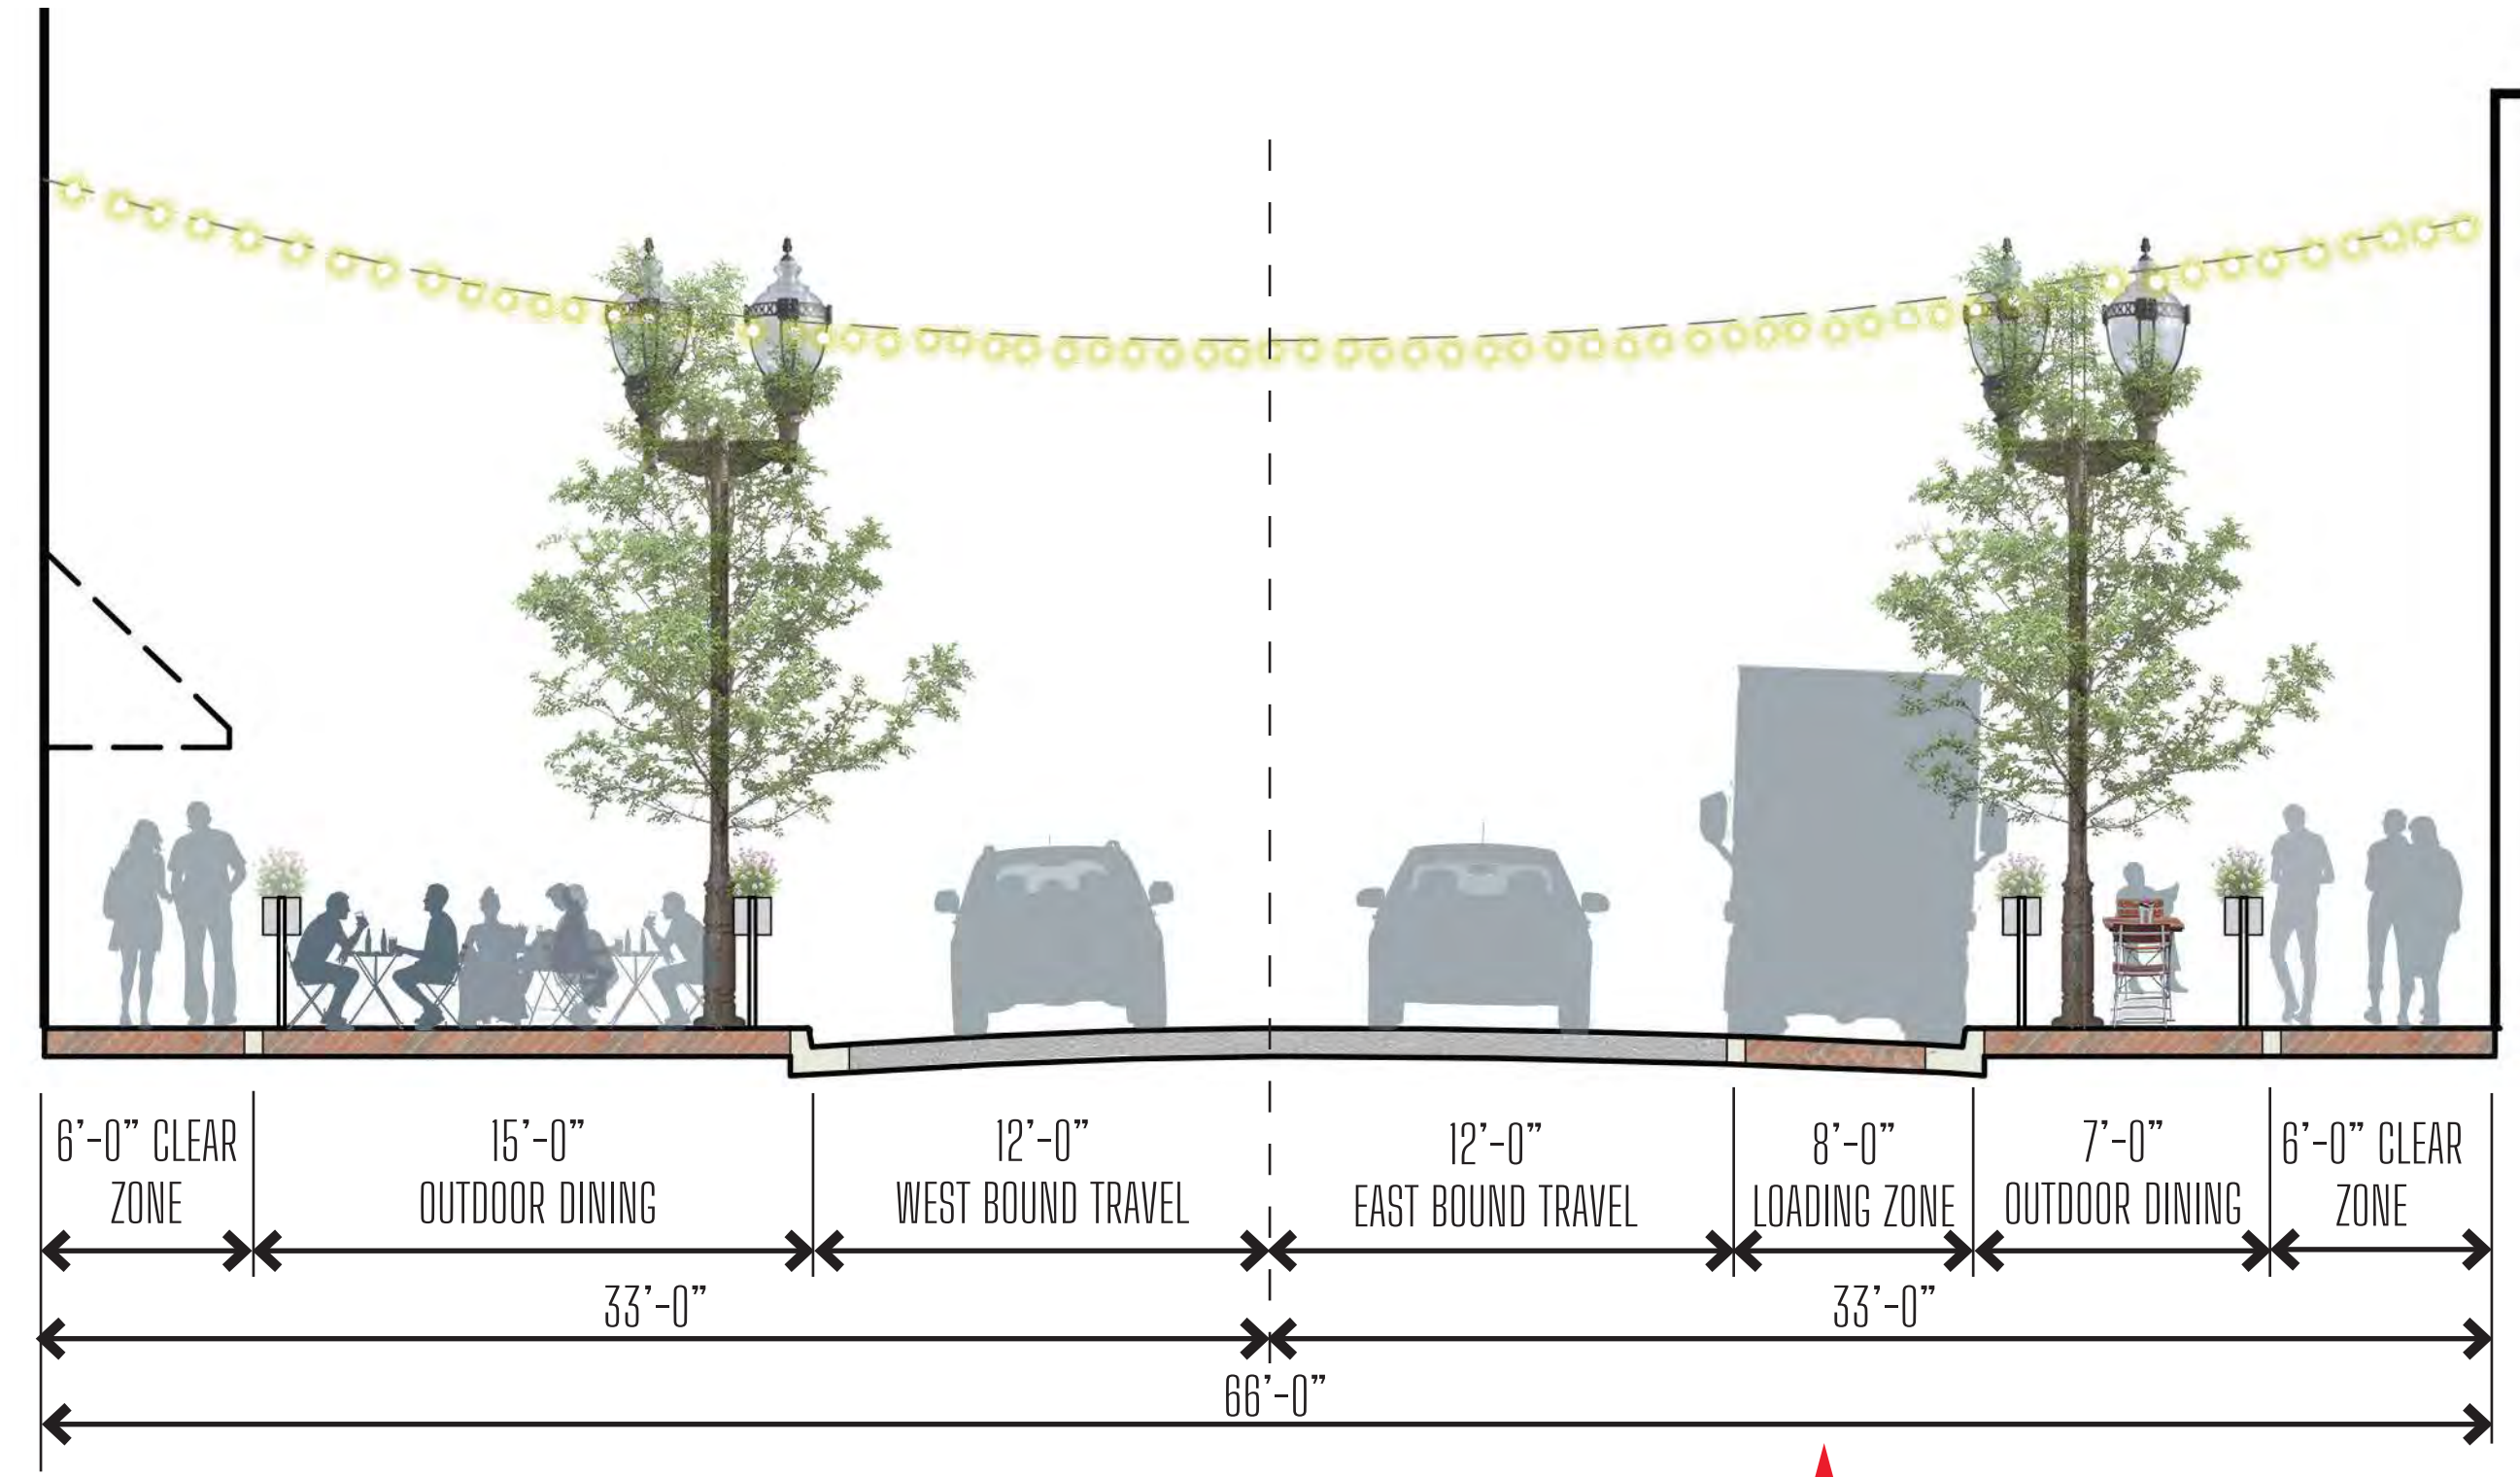 6’-0” CLEAR
ZONE
15’-0”
OUTDOOR DINING
12’-0”
WEST BOUND TRAVEL
12’-0”
EAST BOUND TRAVEL
8’-0”
LOADING ZONE
7’-0”
OUTDOOR DINING
6’-0” CLEAR
ZONE
33’-0”
33’-0”
66’-0”